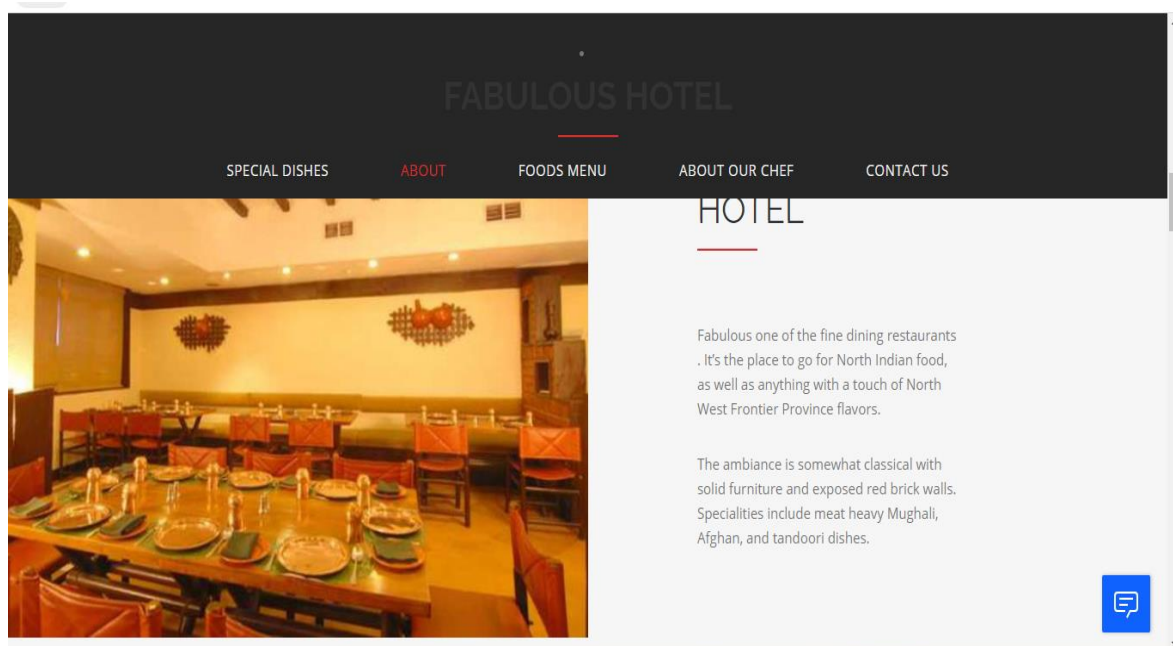 FABULOUS HOTEL
SPECIAL DISHES ABOUT FOODS MENU ABOUT OUR CHEF CONTACT US
HOTEL
Fabulous one of the fine dining restaurants
. It's the place to go for North Indian food,
as well as anything with a touch of North
West Frontier Province flavors.
The ambiance is somewhat classical with
solid furniture and exposed red brick walls.
Specialities include meat heavy Mughali,
Afghan, and tandoori dishes.